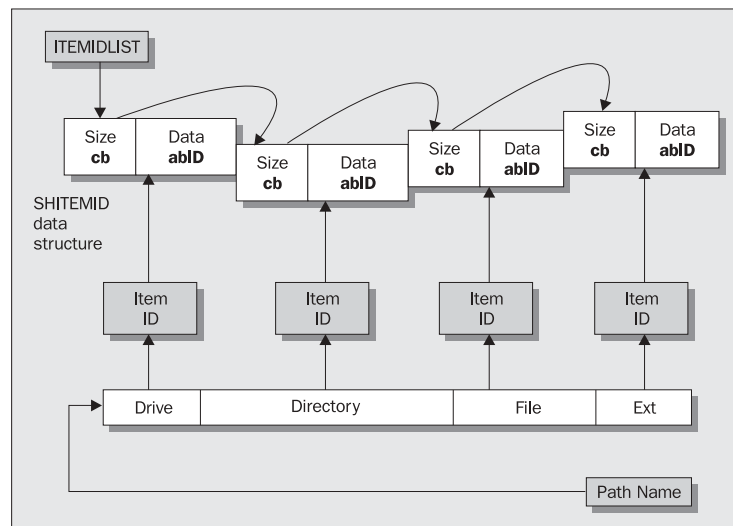 ITEMIDLIST
Size
cb
Data
abID
Size
cb
Data
abID
Size
cb
Data
abID
Size
cb
Data
abID
SHITEMID
data
structure
Item
ID
Item
ID
Item
ID
Item
ID
Drive
Directory
File
Ext
Path Name